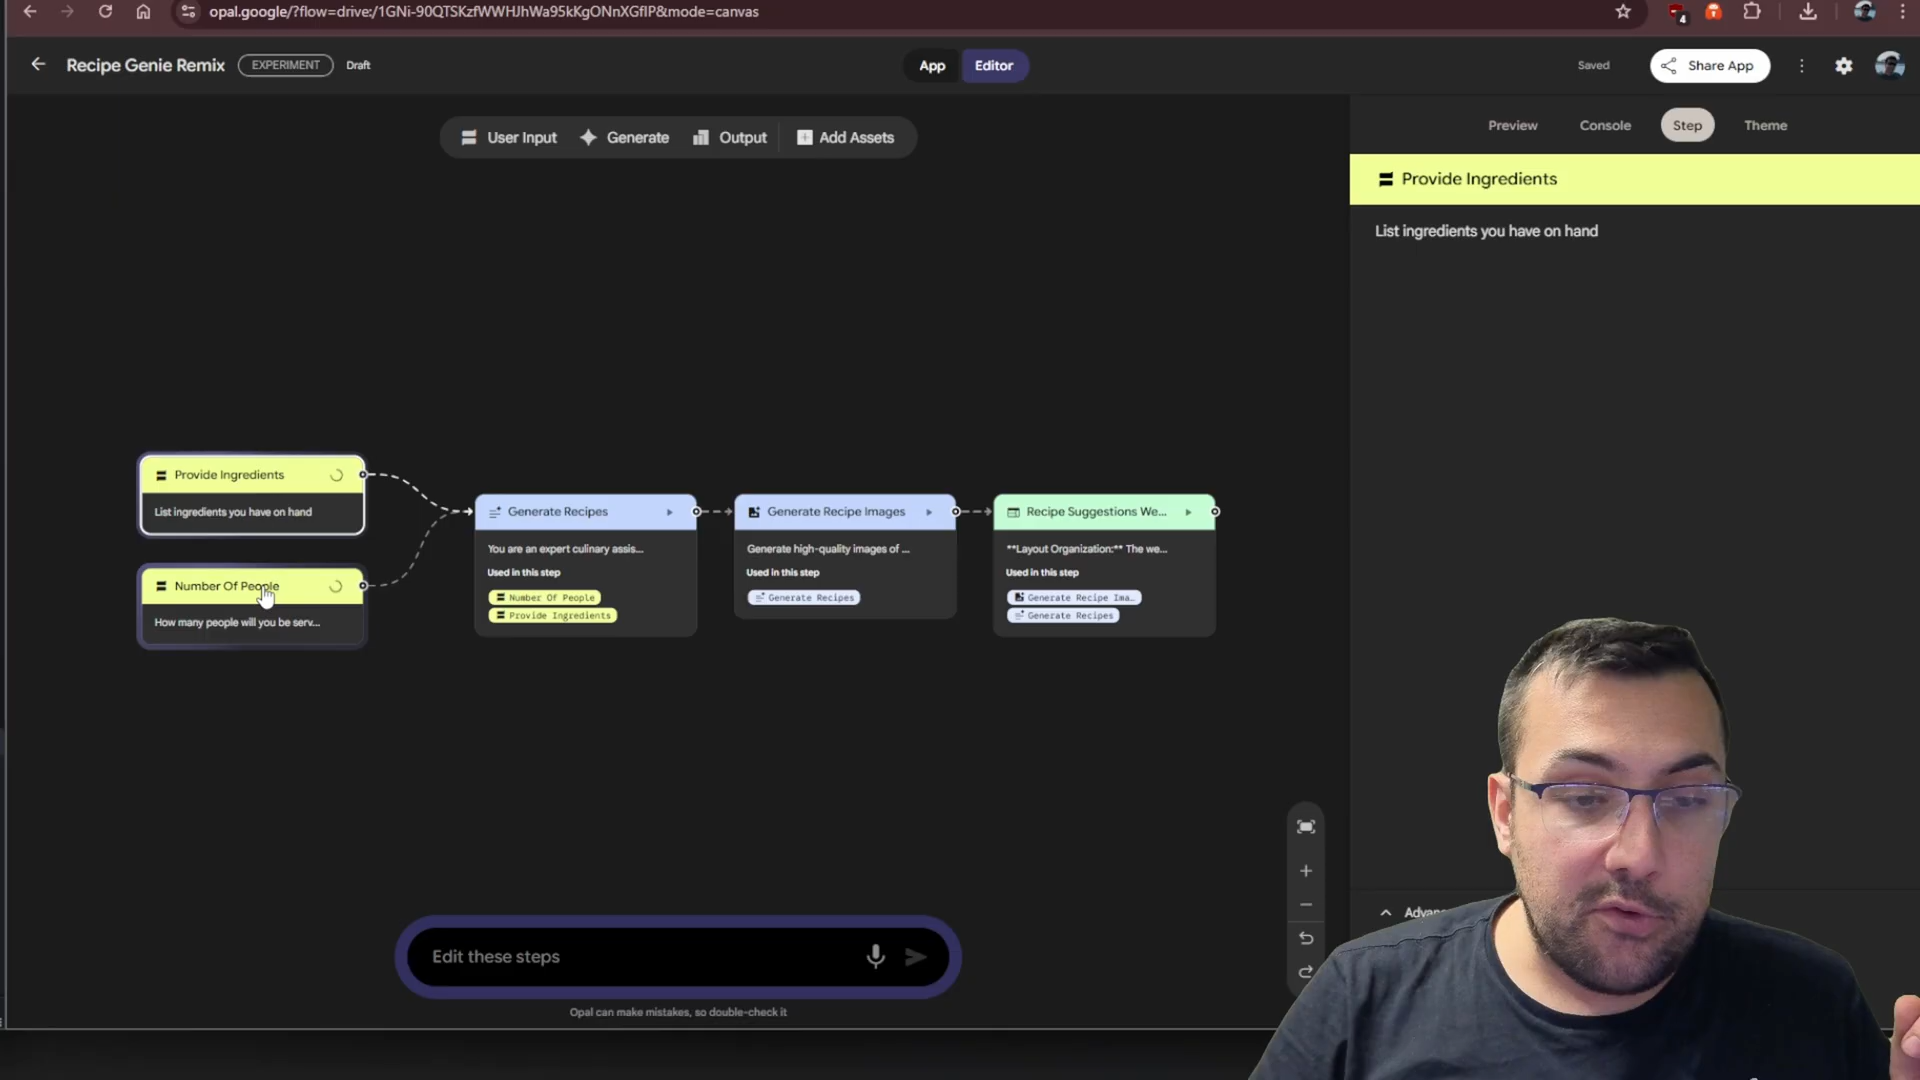 opal.google/?flow=drive:/1GNi-90QTSKzfWWHJhWa95kKgONnXGflP&mode=canvas
4
Recipe Genie Remix
EXPERIMENT
Draft
App
Editor
Saved
Share App
User Input
Generate
Output
Add Assets
Preview
Console
Step
Theme
Provide Ingredients
List ingredients you have on hand
Provide Ingredients
List ingredients you have on hand
Number Of People
How many people will you be serv...
Generate Recipes
You are an expert culinary assis...
Used in this step
Number Of People
Provide Ingredients
Generate Recipe Images
Generate high-quality images of ...
Used in this step
Generate Recipes
Recipe Suggestions We...
**Layout Organization:** The we...
Used in this step
Generate Recipe Ima...
Generate Recipes
Edit these steps
Opal can make mistakes, so double-check it